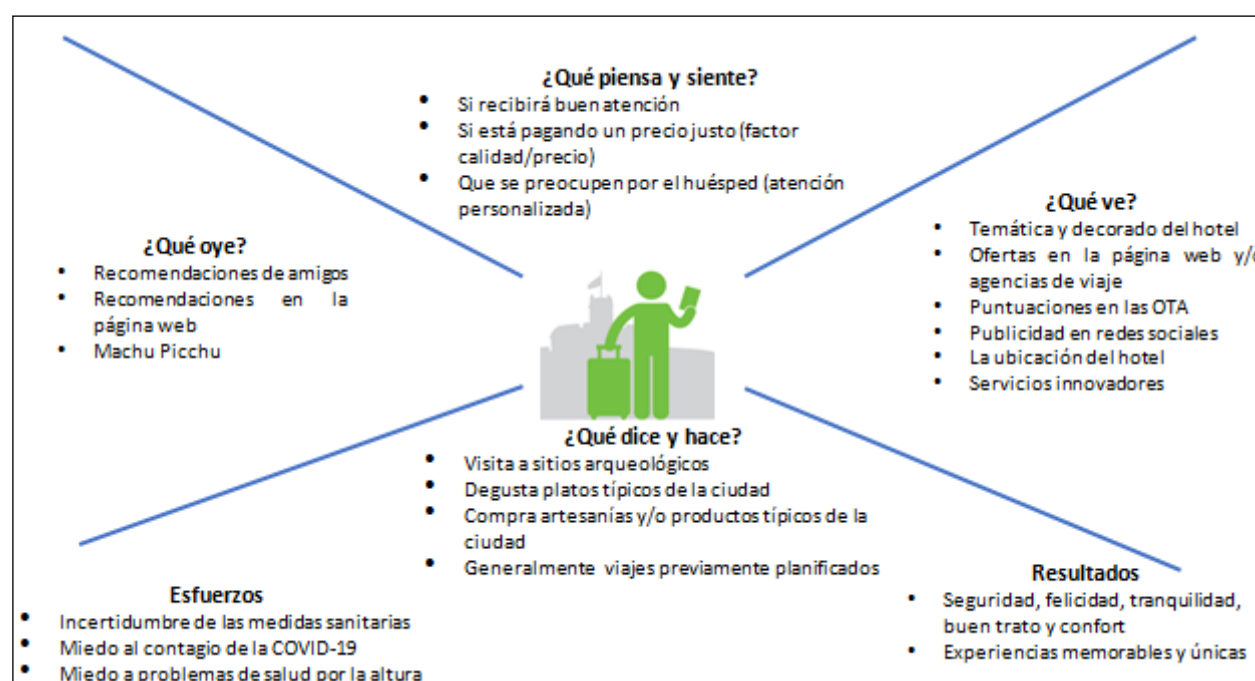 ¿Qué piensa y siente?
• Si recibirá buen atención
• Si está pagando un precio justo (factor
calidad/precio)
• Que se preocupen por el huésped (atención
personalizada)
¿Qué oye?
• Recomendaciones de amigos
• Recomendaciones en la
página web
• Machu Picchu
¿Qué ve?
• Temática y decorado del hotel
• Ofertas en la página web y/o
agencias de viaje
• Puntuaciones en las OTA
• Publicidad en redes sociales
• La ubicación del hotel
• Servicios innovadores
¿Qué dice y hace?
• Visita a sitios arqueológicos
• Degusta platos típicos de la ciudad
• Compra artesanías y/o productos típicos de la
ciudad
• Generalmente viajes previamente planificados
Esfuerzos
• Incertidumbre de las medidas sanitarias
• Miedo al contagio de la COVID-19
• Miedo a problemas de salud por la altura
Resultados
• Seguridad, felicidad, tranquilidad,
buen trato y confort
• Experiencias memorables y únicas